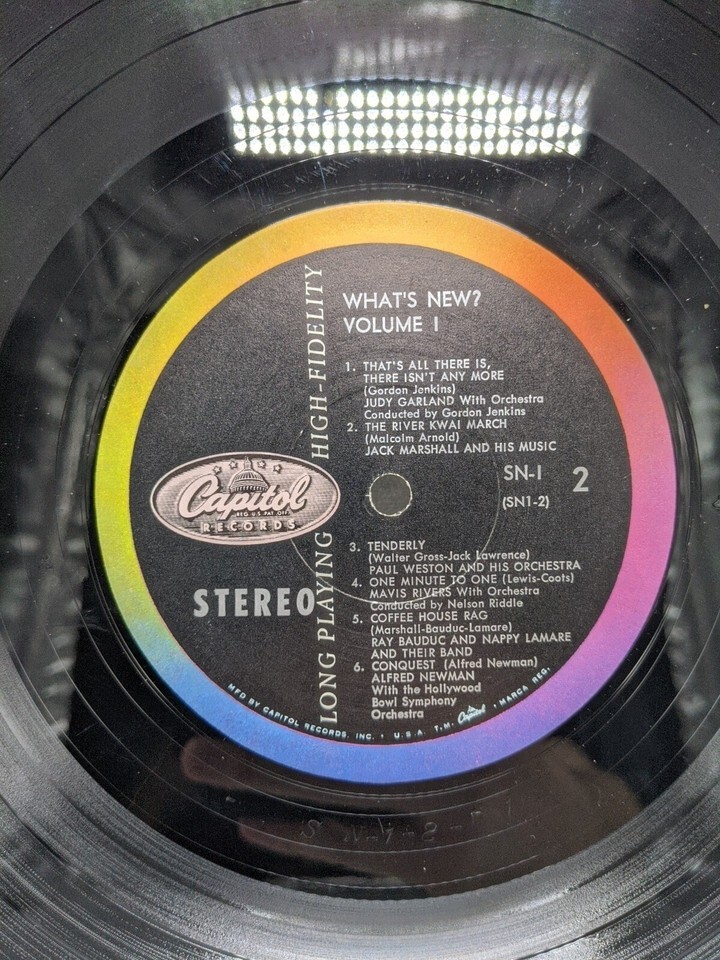 WHAT'S NEW?
VOLUME 1
1. THAT'S ALL THERE IS,
THERE ISN'T ANY MORE
(Gordon Jenkins)
JUDY GARLAND With Orchestra
Conducted by Gordon Jenkins
2. THE RIVER KWAI MARCH
(Malcolm Arnold)
JACK MARSHALL AND HIS MUSIC
SN-1
2
(SN1-2)
LONG PLAYING HIGH-FIDELITY
Capitol
REG. U.S. PAT. OFF.
RECORDS
STEREO
3. TENDERLY
(Walter Gross-Jack Lawrence)
PAUL WESTON AND HIS ORCHESTRA
4. ONE MINUTE TO ONE (Lewis-Coots)
MAVIS RIVERS With Orchestra
Conducted by Nelson Riddle
5. COFFEE HOUSE RAG
(Marshall-Bauduc-Lamare)
RAY BAUDUC AND NAPPY LAMARE
AND THEIR BAND
6. CONQUEST (Alfred Newman)
ALFRED NEWMAN
With the Hollywood
Bowl Symphony
Orchestra
MFD BY CAPITOL RECORDS, INC. • U.S.A. T.M. Capitol • MARCA REG.